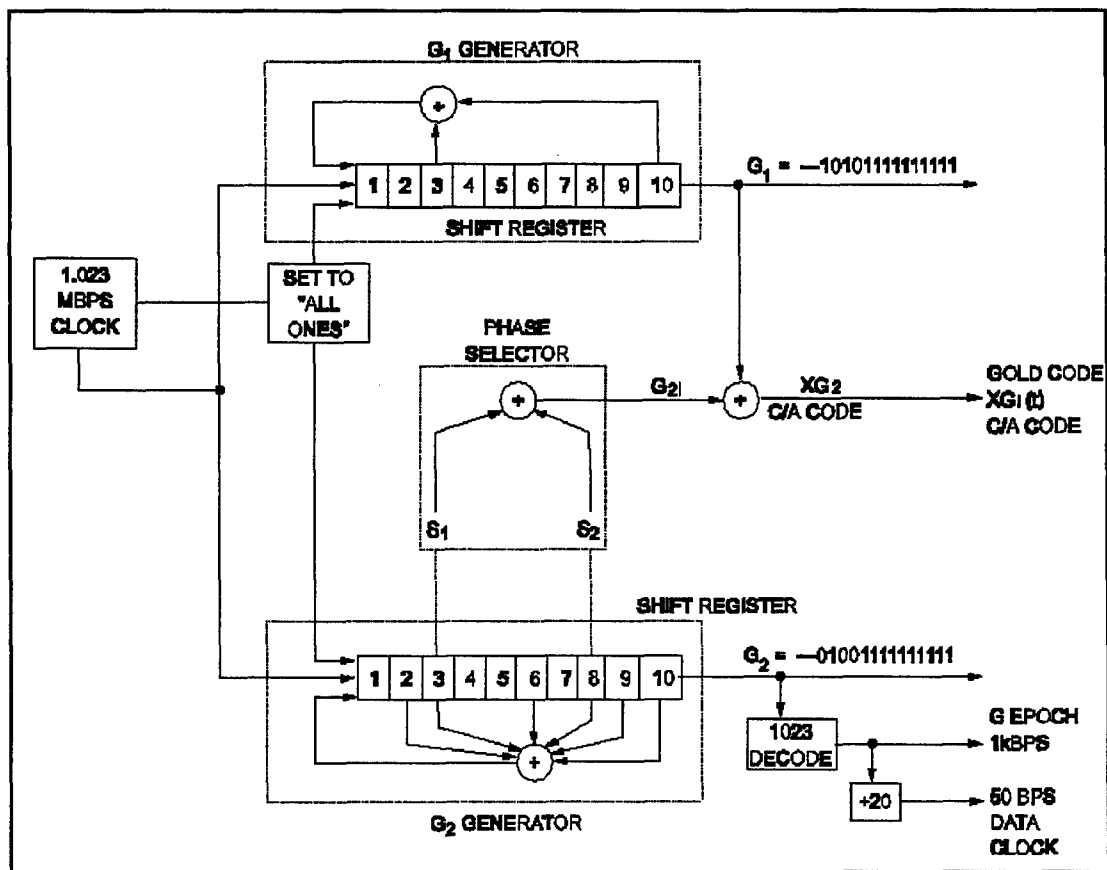 G1 GENERATOR
+
1 2 3 4 5 6 7 8 9 10
SHIFT REGISTER
G1 = —10101111111111
1.023
MBPS
CLOCK
SET TO
"ALL
ONES"
PHASE
SELECTOR
+
G2i
+
XG2
C/A CODE
GOLD CODE
XGi (t)
C/A CODE
S1 S2
SHIFT REGISTER
1 2 3 4 5 6 7 8 9 10
G2 = —01001111111111
+
G2 GENERATOR
1023
DECODE
G EPOCH
1kBPS
+20
50 BPS
DATA
CLOCK